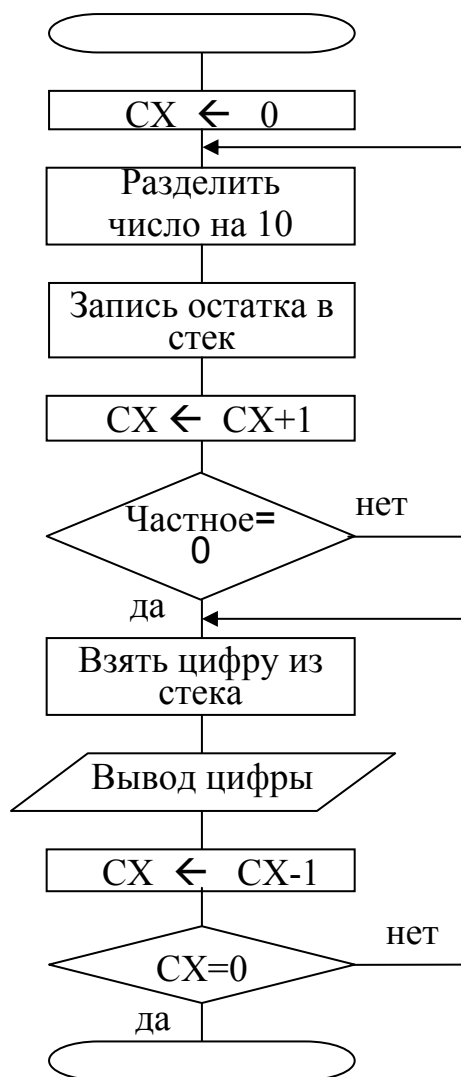 CX ← 0
Разделить
число на 10
Запись остатка в
стек
CX ← CX+1
Частное=
0
нет
да
Взять цифру из
стека
Вывод цифры
CX ← CX-1
CX=0
нет
да